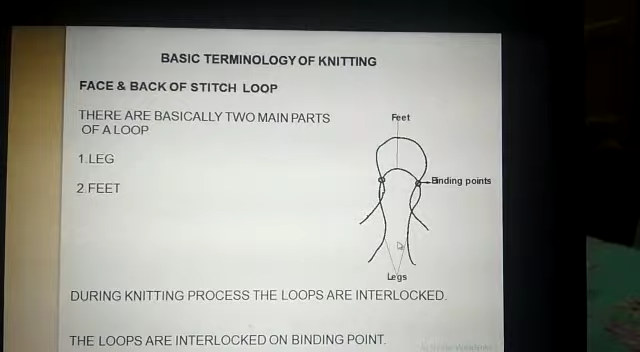 BASIC TERMINOLOGY OF KNITTING
FACE & BACK OF STITCH LOOP
THERE ARE BASICALLY TWO MAIN PARTS
OF A LOOP
1.LEG
2.FEET
Feet
Binding points
Legs
DURING KNITTING PROCESS THE LOOPS ARE INTERLOCKED.
THE LOOPS ARE INTERLOCKED ON BINDING POINT.